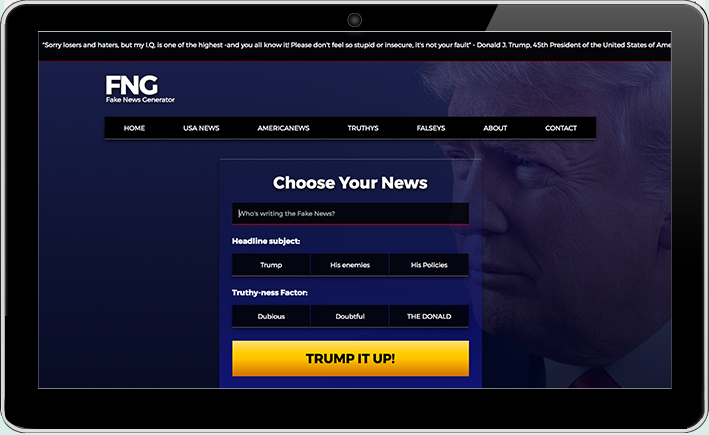 "Sorry losers and haters, but my I.Q. is one of the highest -and you all know it! Please don't feel so stupid or insecure, it's not your fault" - Donald J. Trump, 45th President of the United States of Ame
FNG
Fake News Generator
HOME USA NEWS AMERICANEWS TRUTHYS FALSEYS ABOUT CONTACT
Choose Your News
Who's writing the Fake News?
Headline subject:
Trump His enemies His Policies
Truthy-ness Factor:
Dubious Doubtful THE DONALD
TRUMP IT UP!